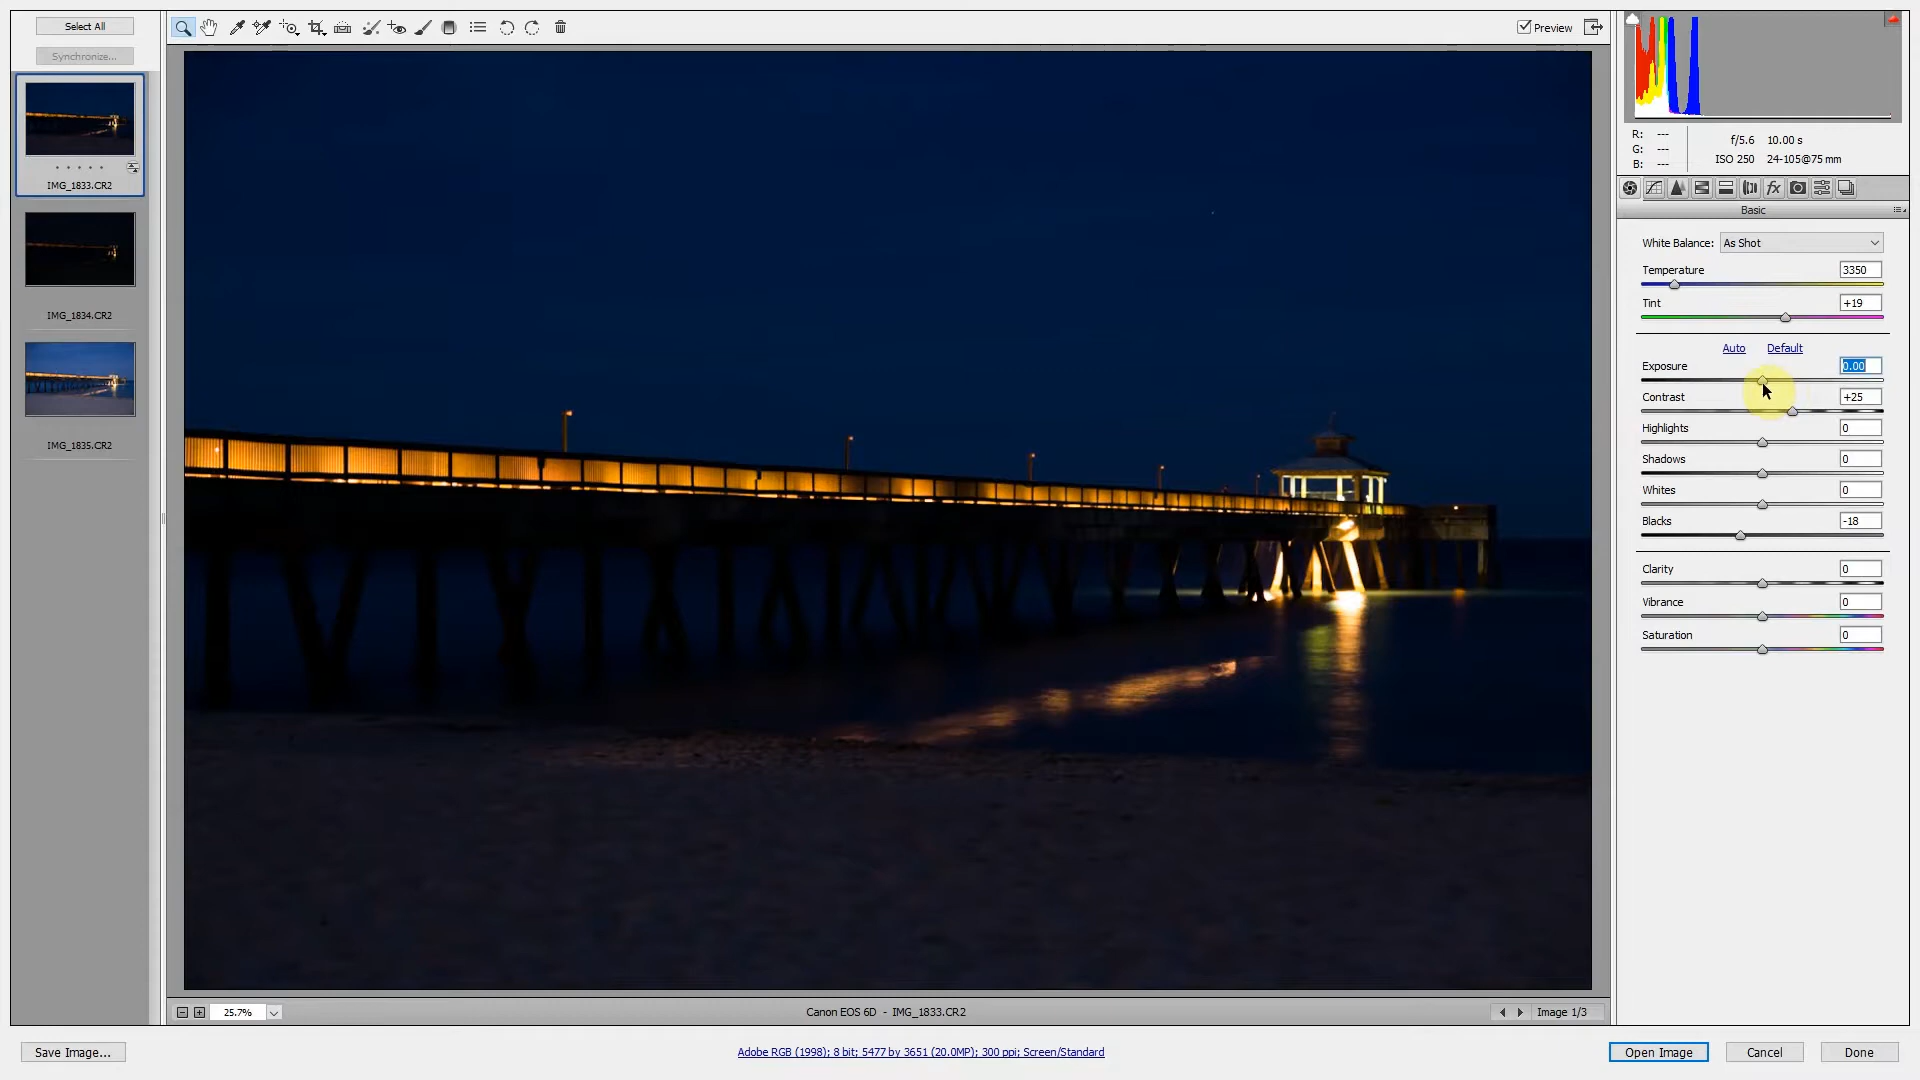 Select All
Synchronize...
IMG_1833.CR2
IMG_1834.CR2
IMG_1835.CR2
Preview
R: ---
G: ---
B: ---
f/5.6 10.00 s
ISO 250 24-105@75 mm
fx
Basic
White Balance: As Shot
Temperature 3350
Tint +19
Auto Default
Exposure 0.00
Contrast +25
Highlights 0
Shadows 0
Whites 0
Blacks -18
Clarity 0
Vibrance 0
Saturation 0
25.7%
Canon EOS 6D - IMG_1833.CR2
Image 1/3
Save Image...
Adobe RGB (1998); 8 bit; 5477 by 3651 (20.0MP); 300 ppi; Screen/Standard
Open Image
Cancel
Done